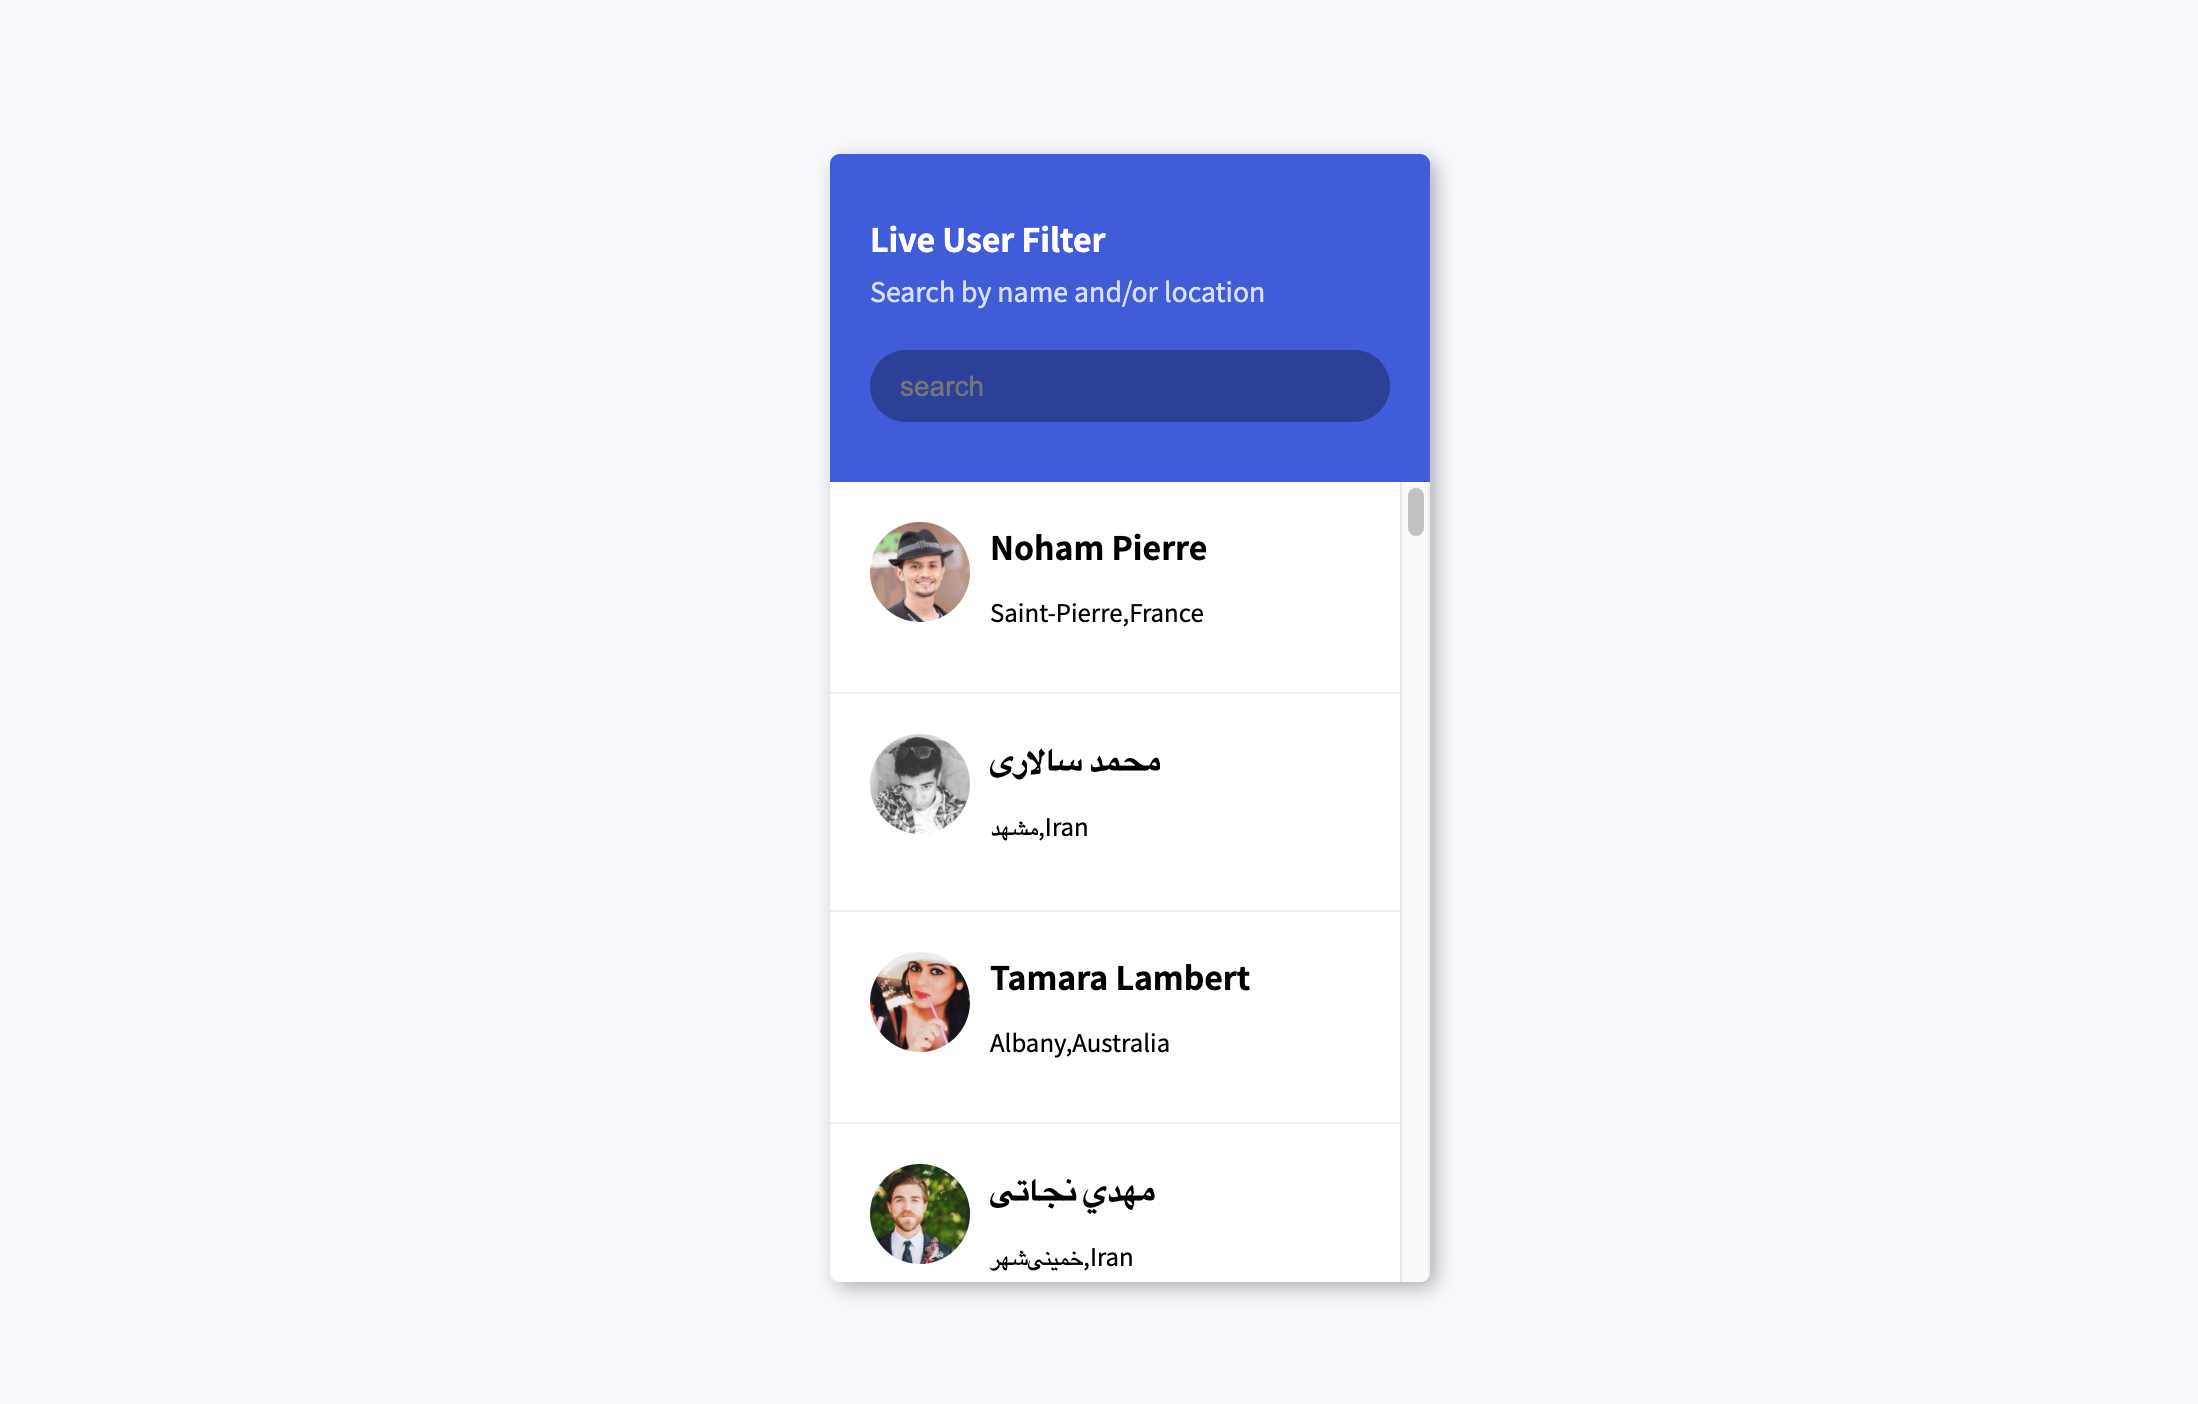 Live User Filter
Search by name and/or location
search
Noham Pierre
Saint-Pierre,France
محمد سالاری
مشهد,Iran
Tamara Lambert
Albany,Australia
مهدي نجاتی
خمینی‌شهر,Iran